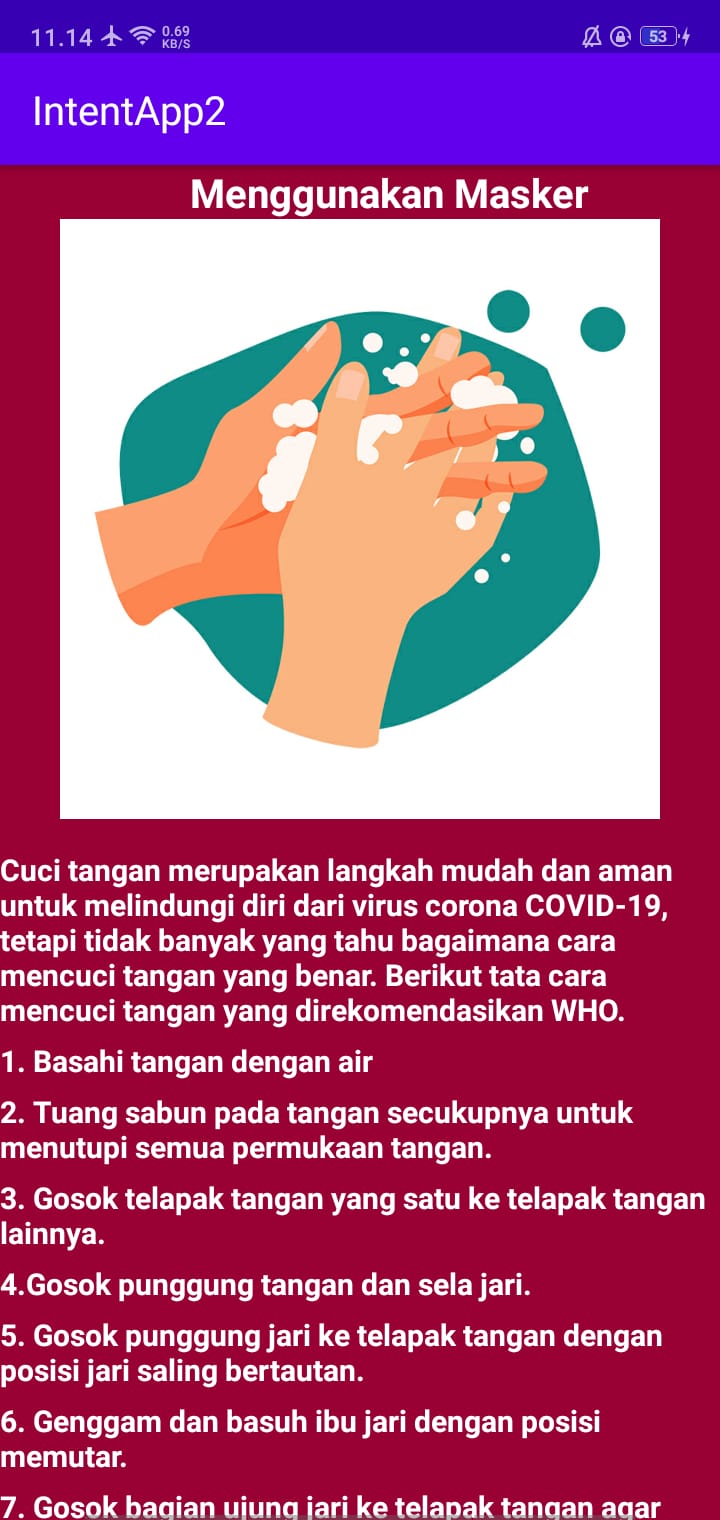 11.14 0.69 KB/S 53
IntentApp2
Menggunakan Masker
Cuci tangan merupakan langkah mudah dan aman
untuk melindungi diri dari virus corona COVID-19,
tetapi tidak banyak yang tahu bagaimana cara
mencuci tangan yang benar. Berikut tata cara
mencuci tangan yang direkomendasikan WHO.
1. Basahi tangan dengan air
2. Tuang sabun pada tangan secukupnya untuk
menutupi semua permukaan tangan.
3. Gosok telapak tangan yang satu ke telapak tangan
lainnya.
4.Gosok punggung tangan dan sela jari.
5. Gosok punggung jari ke telapak tangan dengan
posisi jari saling bertautan.
6. Genggam dan basuh ibu jari dengan posisi
memutar.
7. Gosok bagian ujung jari ke telapak tangan agar